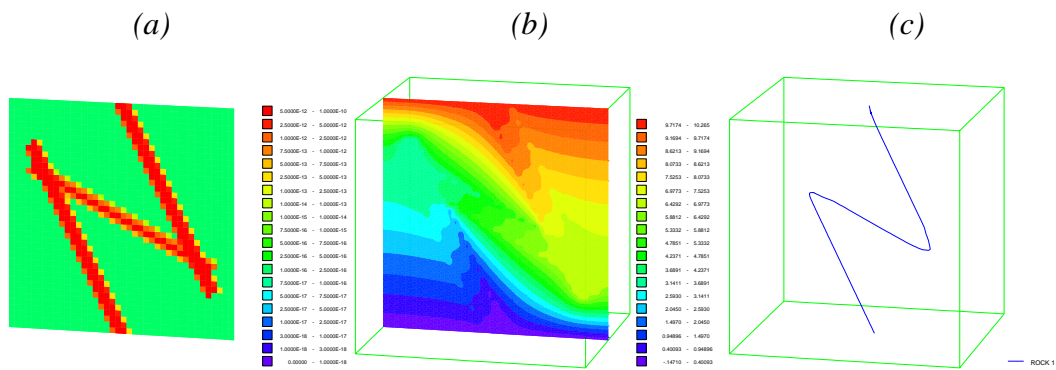 (a)
(b)
(c)
5.0000E-12 - 1.0000E-10
2.5000E-12 - 5.0000E-12
1.0000E-12 - 2.5000E-12
7.5000E-13 - 1.0000E-12
5.0000E-13 - 7.5000E-13
2.5000E-13 - 5.0000E-13
1.0000E-13 - 2.5000E-13
1.0000E-14 - 1.0000E-13
1.0000E-15 - 1.0000E-14
7.5000E-16 - 1.0000E-15
5.0000E-16 - 7.5000E-16
2.5000E-16 - 5.0000E-16
1.0000E-16 - 2.5000E-16
7.5000E-17 - 1.0000E-16
5.0000E-17 - 7.5000E-17
2.5000E-17 - 5.0000E-17
1.0000E-17 - 2.5000E-17
3.0000E-18 - 1.0000E-17
1.0000E-18 - 3.0000E-18
0.00000 - 1.0000E-18
9.7174 - 10.265
9.1694 - 9.7174
8.6213 - 9.1694
8.0733 - 8.6213
7.5253 - 8.0733
6.9773 - 7.5253
6.4292 - 6.9773
5.8812 - 6.4292
5.3332 - 5.8812
4.7851 - 5.3332
4.2371 - 4.7851
3.6891 - 4.2371
3.1411 - 3.6891
2.5930 - 3.1411
2.0450 - 2.5930
1.4970 - 2.0450
0.94896 - 1.4970
0.40093 - 0.94896
-.14710 - 0.40093
ROCK 1